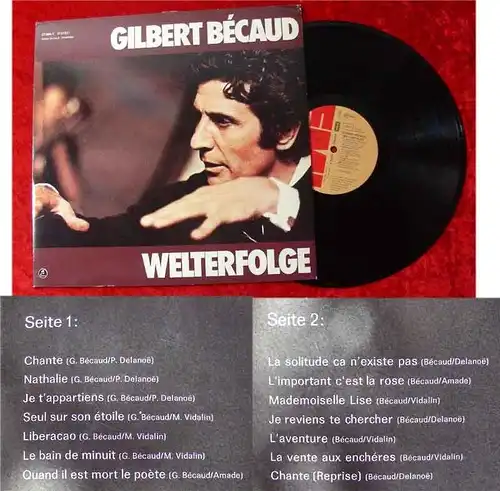 GILBERT BÉCAUD
WELTERFOLGE
Seite 1:
Chante (G. Bécaud/P. Delanoë)
Nathalie (G. Bécaud/P. Delanoë)
Je t'appartiens (G. Bécaud/P. Delanoë)
Seul sur son étoile (G. Bécaud/M. Vidalin)
Liberacao (G. Bécaud/M. Vidalin)
Le bain de minuit (G. Bécaud/M. Vidalin)
Quand il est mort le poète (G. Bécaud/Amade)
Seite 2:
La solitude ca n'existe pas (Bécaud/Delanoë)
L'important c'est la rose (Bécaud/Amade)
Mademoiselle Lise (Bécaud/Vidalin)
Je reviens te chercher (Bécaud/Delanoë)
L'aventure (Bécaud/Vidalin)
La vente aux enchéres (Bécaud/Vidalin)
Chante (Reprise) (Bécaud/Delanoë)